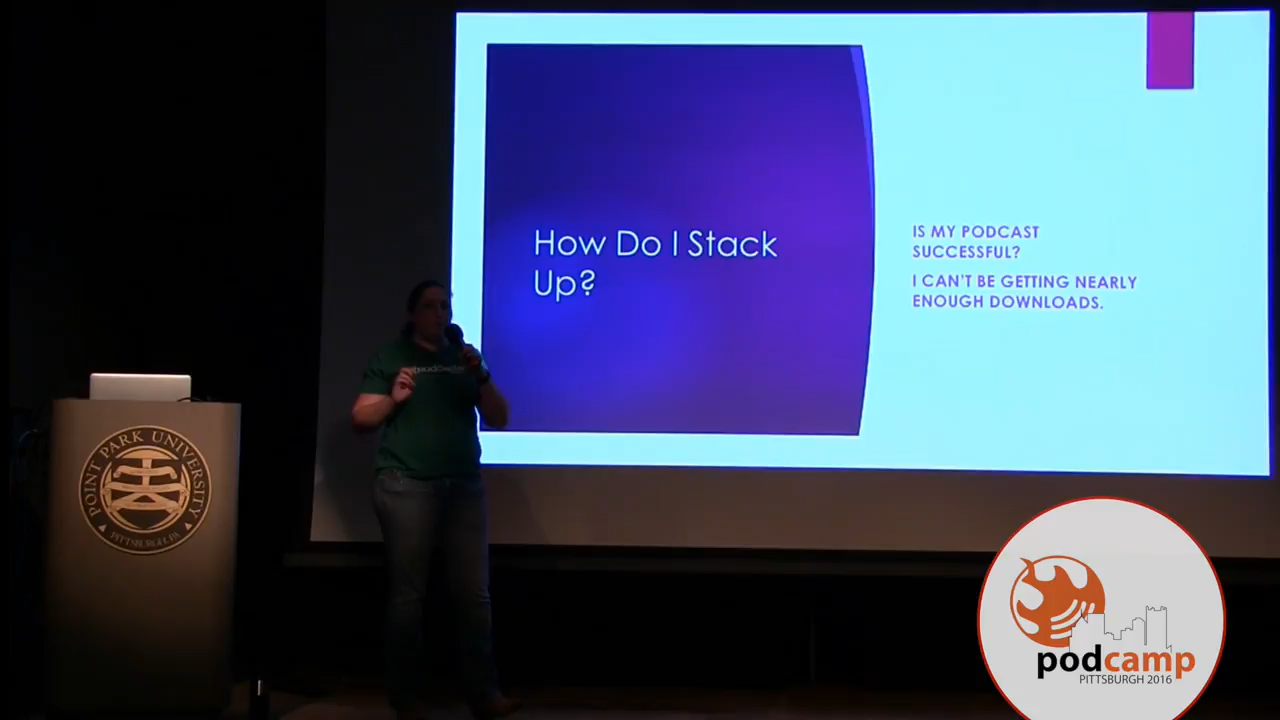 How Do I Stack
Up?
IS MY PODCAST
SUCCESSFUL?
I CAN'T BE GETTING NEARLY
ENOUGH DOWNLOADS.
POINT PARK UNIVERSITY
PITTSBURGH, PA
podcamp
PITTSBURGH 2016